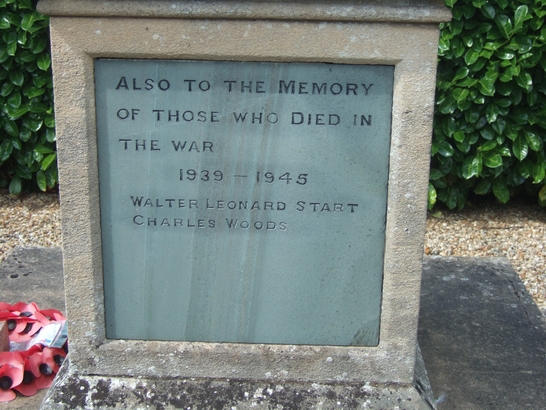 Also to the Memory
of those who Died in
the war
1939 — 1945
Walter Leonard Start
Charles Woods